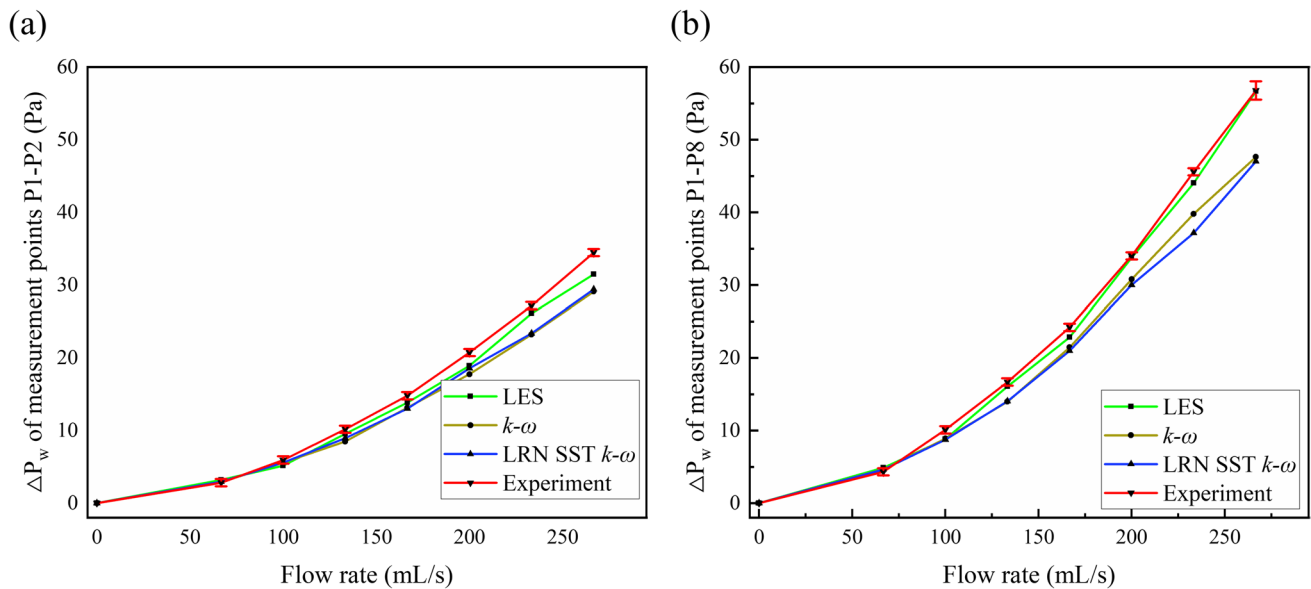 (a)
60
50
40
30
20
10
0
△P_w of measurement points P1-P2 (Pa)
0 50 100 150 200 250
Flow rate (mL/s)
LES
k-ω
LRN SST k-ω
Experiment
(b)
60
50
40
30
20
10
0
△P_w of measurement points P1-P8 (Pa)
0 50 100 150 200 250
Flow rate (mL/s)
LES
k-ω
LRN SST k-ω
Experiment